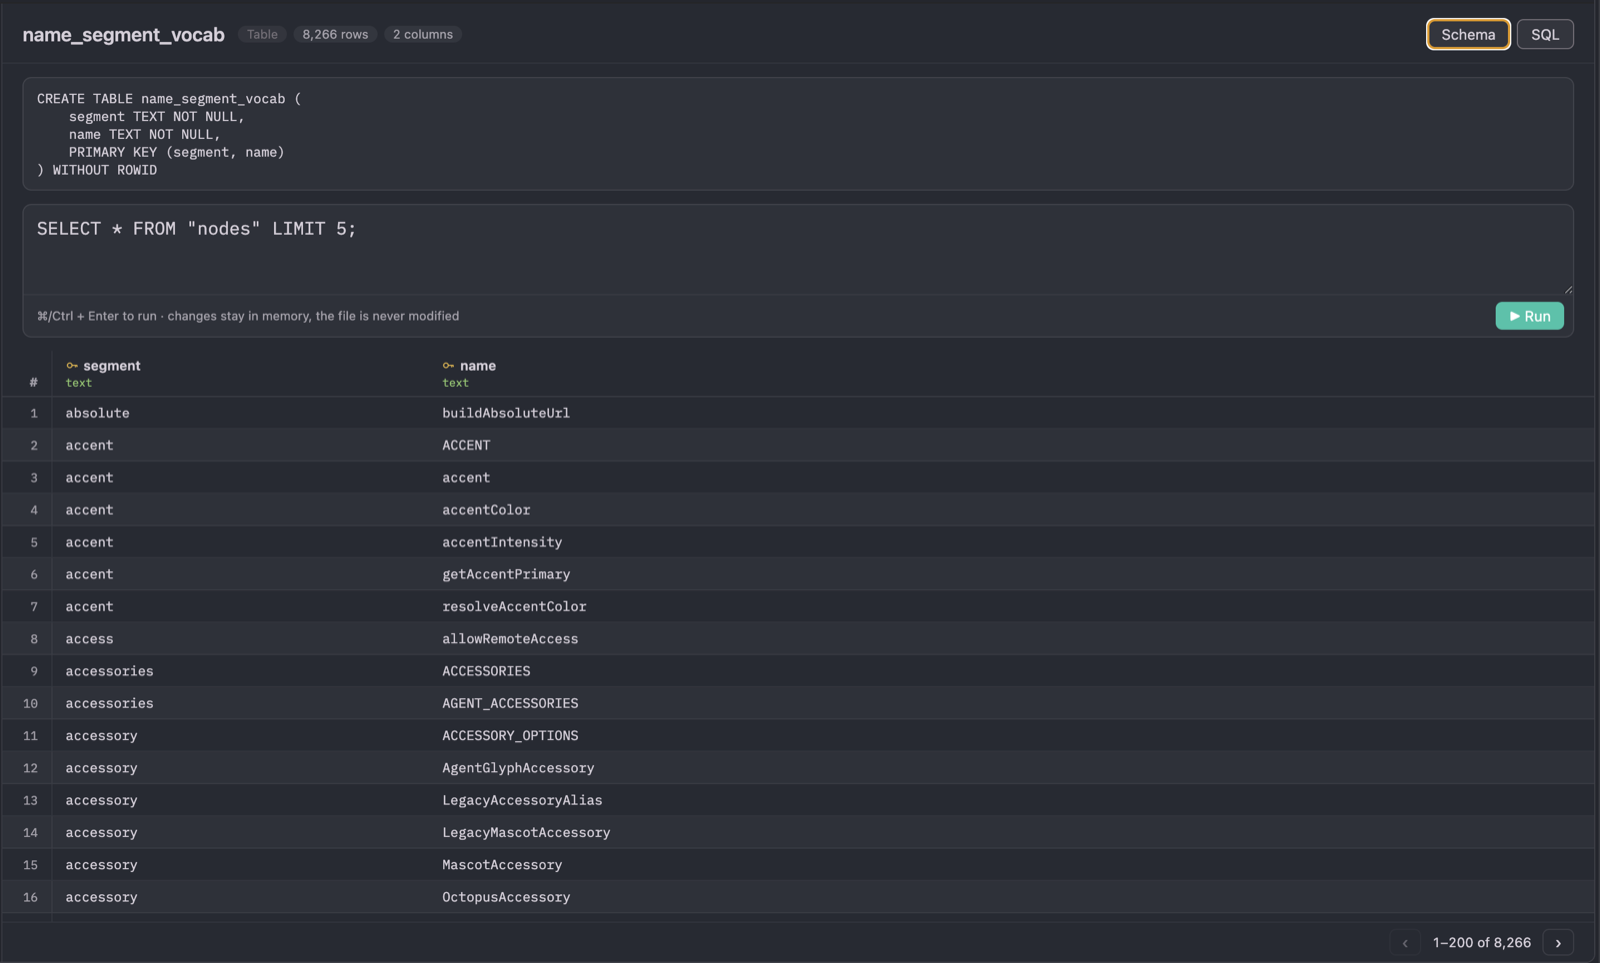 name_segment_vocab Table 8,266 rows 2 columns Schema SQL
CREATE TABLE name_segment_vocab (
    segment TEXT NOT NULL,
    name TEXT NOT NULL,
    PRIMARY KEY (segment, name)
) WITHOUT ROWID
SELECT * FROM "nodes" LIMIT 5;
⌘/Ctrl + Enter to run · changes stay in memory, the file is never modified ▶ Run
# segment text name text
1 absolute buildAbsoluteUrl
2 accent ACCENT
3 accent accent
4 accent accentColor
5 accent accentIntensity
6 accent getAccentPrimary
7 accent resolveAccentColor
8 access allowRemoteAccess
9 accessories ACCESSORIES
10 accessories AGENT_ACCESSORIES
11 accessory ACCESSORY_OPTIONS
12 accessory AgentGlyphAccessory
13 accessory LegacyAccessoryAlias
14 accessory LegacyMascotAccessory
15 accessory MascotAccessory
16 accessory OctopusAccessory
‹ 1–200 of 8,266 ›